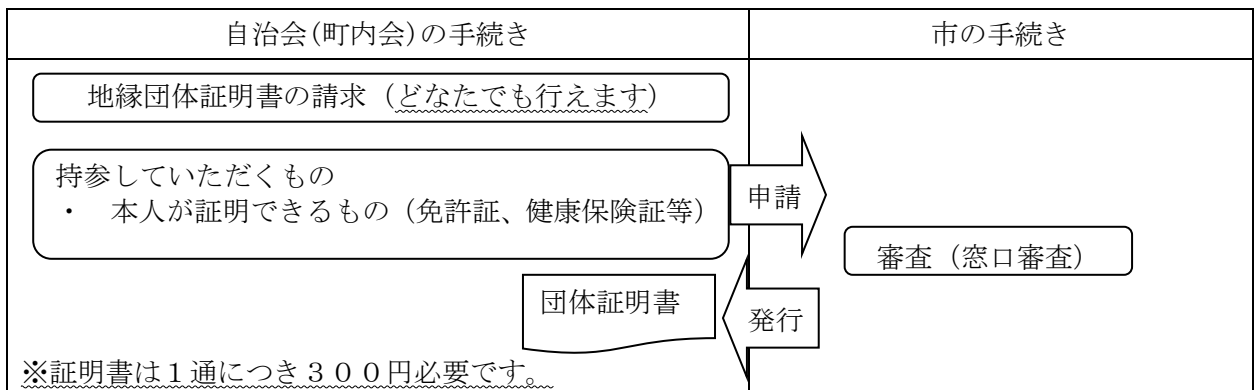 自治会(町内会)の手続き
市の手続き
地縁団体証明書の請求（どなたでも行えます）
持参していただくもの
・　本人が証明できるもの（免許証、健康保険証等）
申請
審査（窓口審査）
団体証明書
発行
※証明書は１通につき３００円必要です。